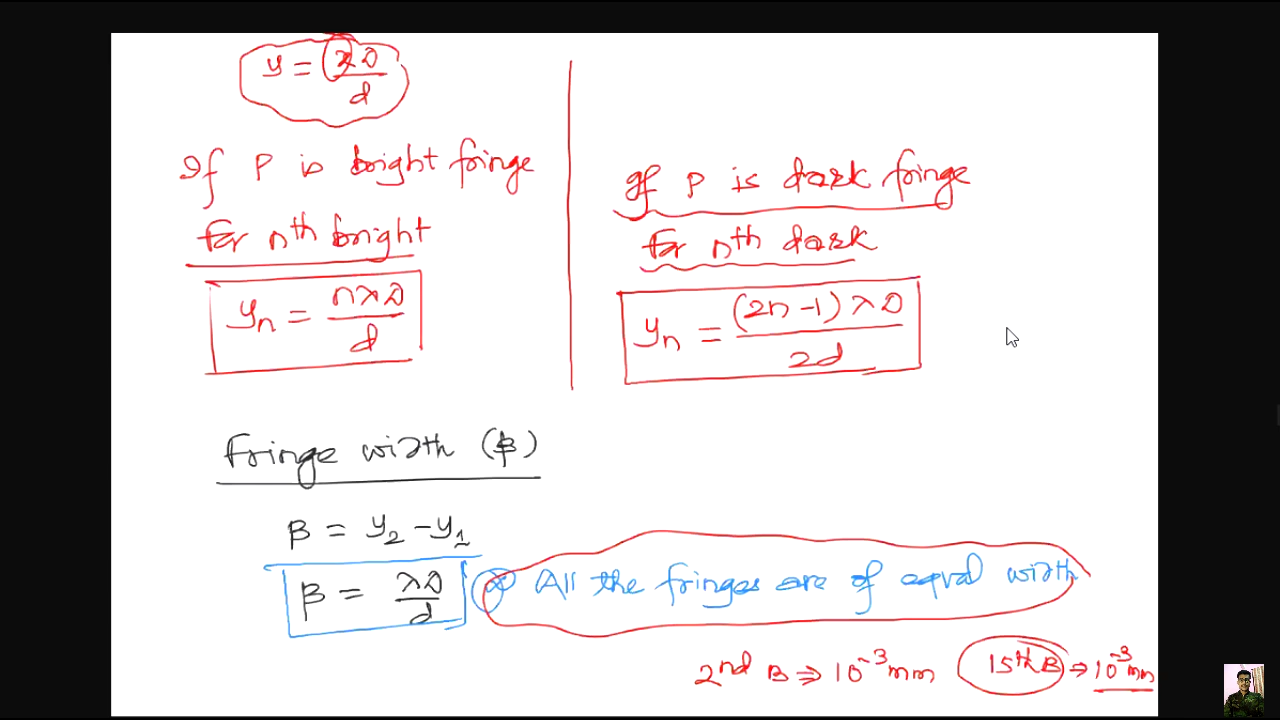 y = xD/d
If P is bright fringe
for nth bright
yn = nλD/d
If P is dark fringe
for nth dark
yn = (2n-1)λD/2d
fringe width (β)
β = y2 - y1
β = λD/d
All the fringes are of equal width
2nd B ⇒ 10^-3 mm 15th B ⇒ 10^-3 mm